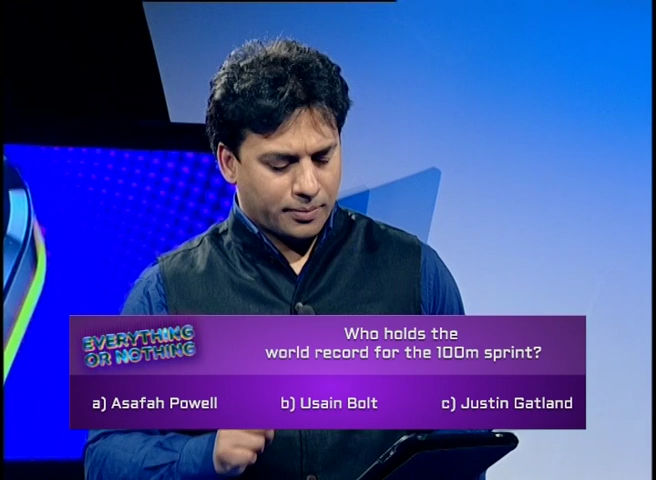 EVERYTHING
OR NOTHING
Who holds the
world record for the 100m sprint?
a) Asafah Powell
b) Usain Bolt
c) Justin Gatland